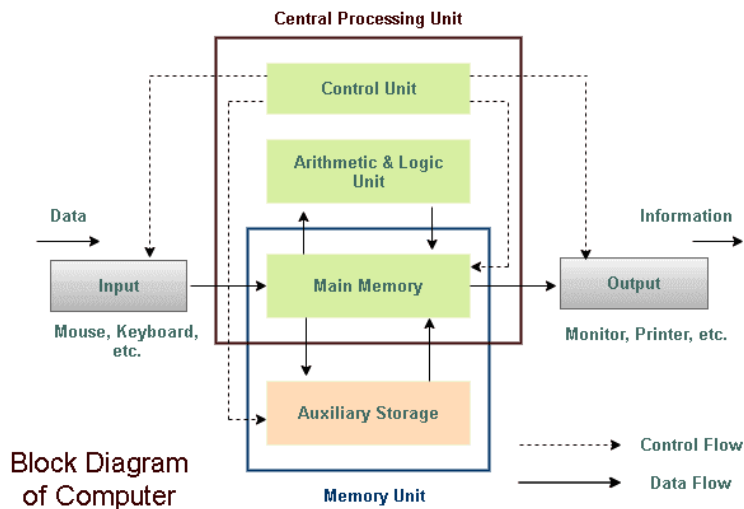 Central Processing Unit
Control Unit
Arithmetic & Logic
Unit
Data
Information
Input
Main Memory
Output
Mouse, Keyboard,
etc.
Monitor, Printer, etc.
Auxiliary Storage
Control Flow
Block Diagram
of Computer
Data Flow
Memory Unit